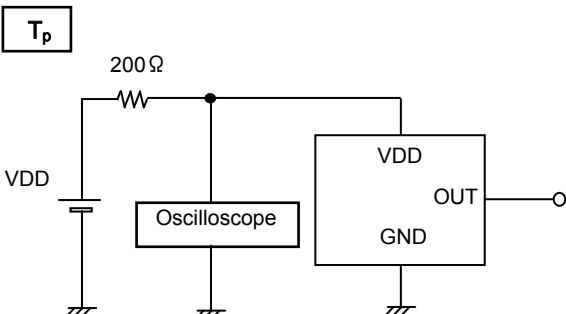 Tp
200Ω
VDD
Oscilloscope
VDD
OUT
GND